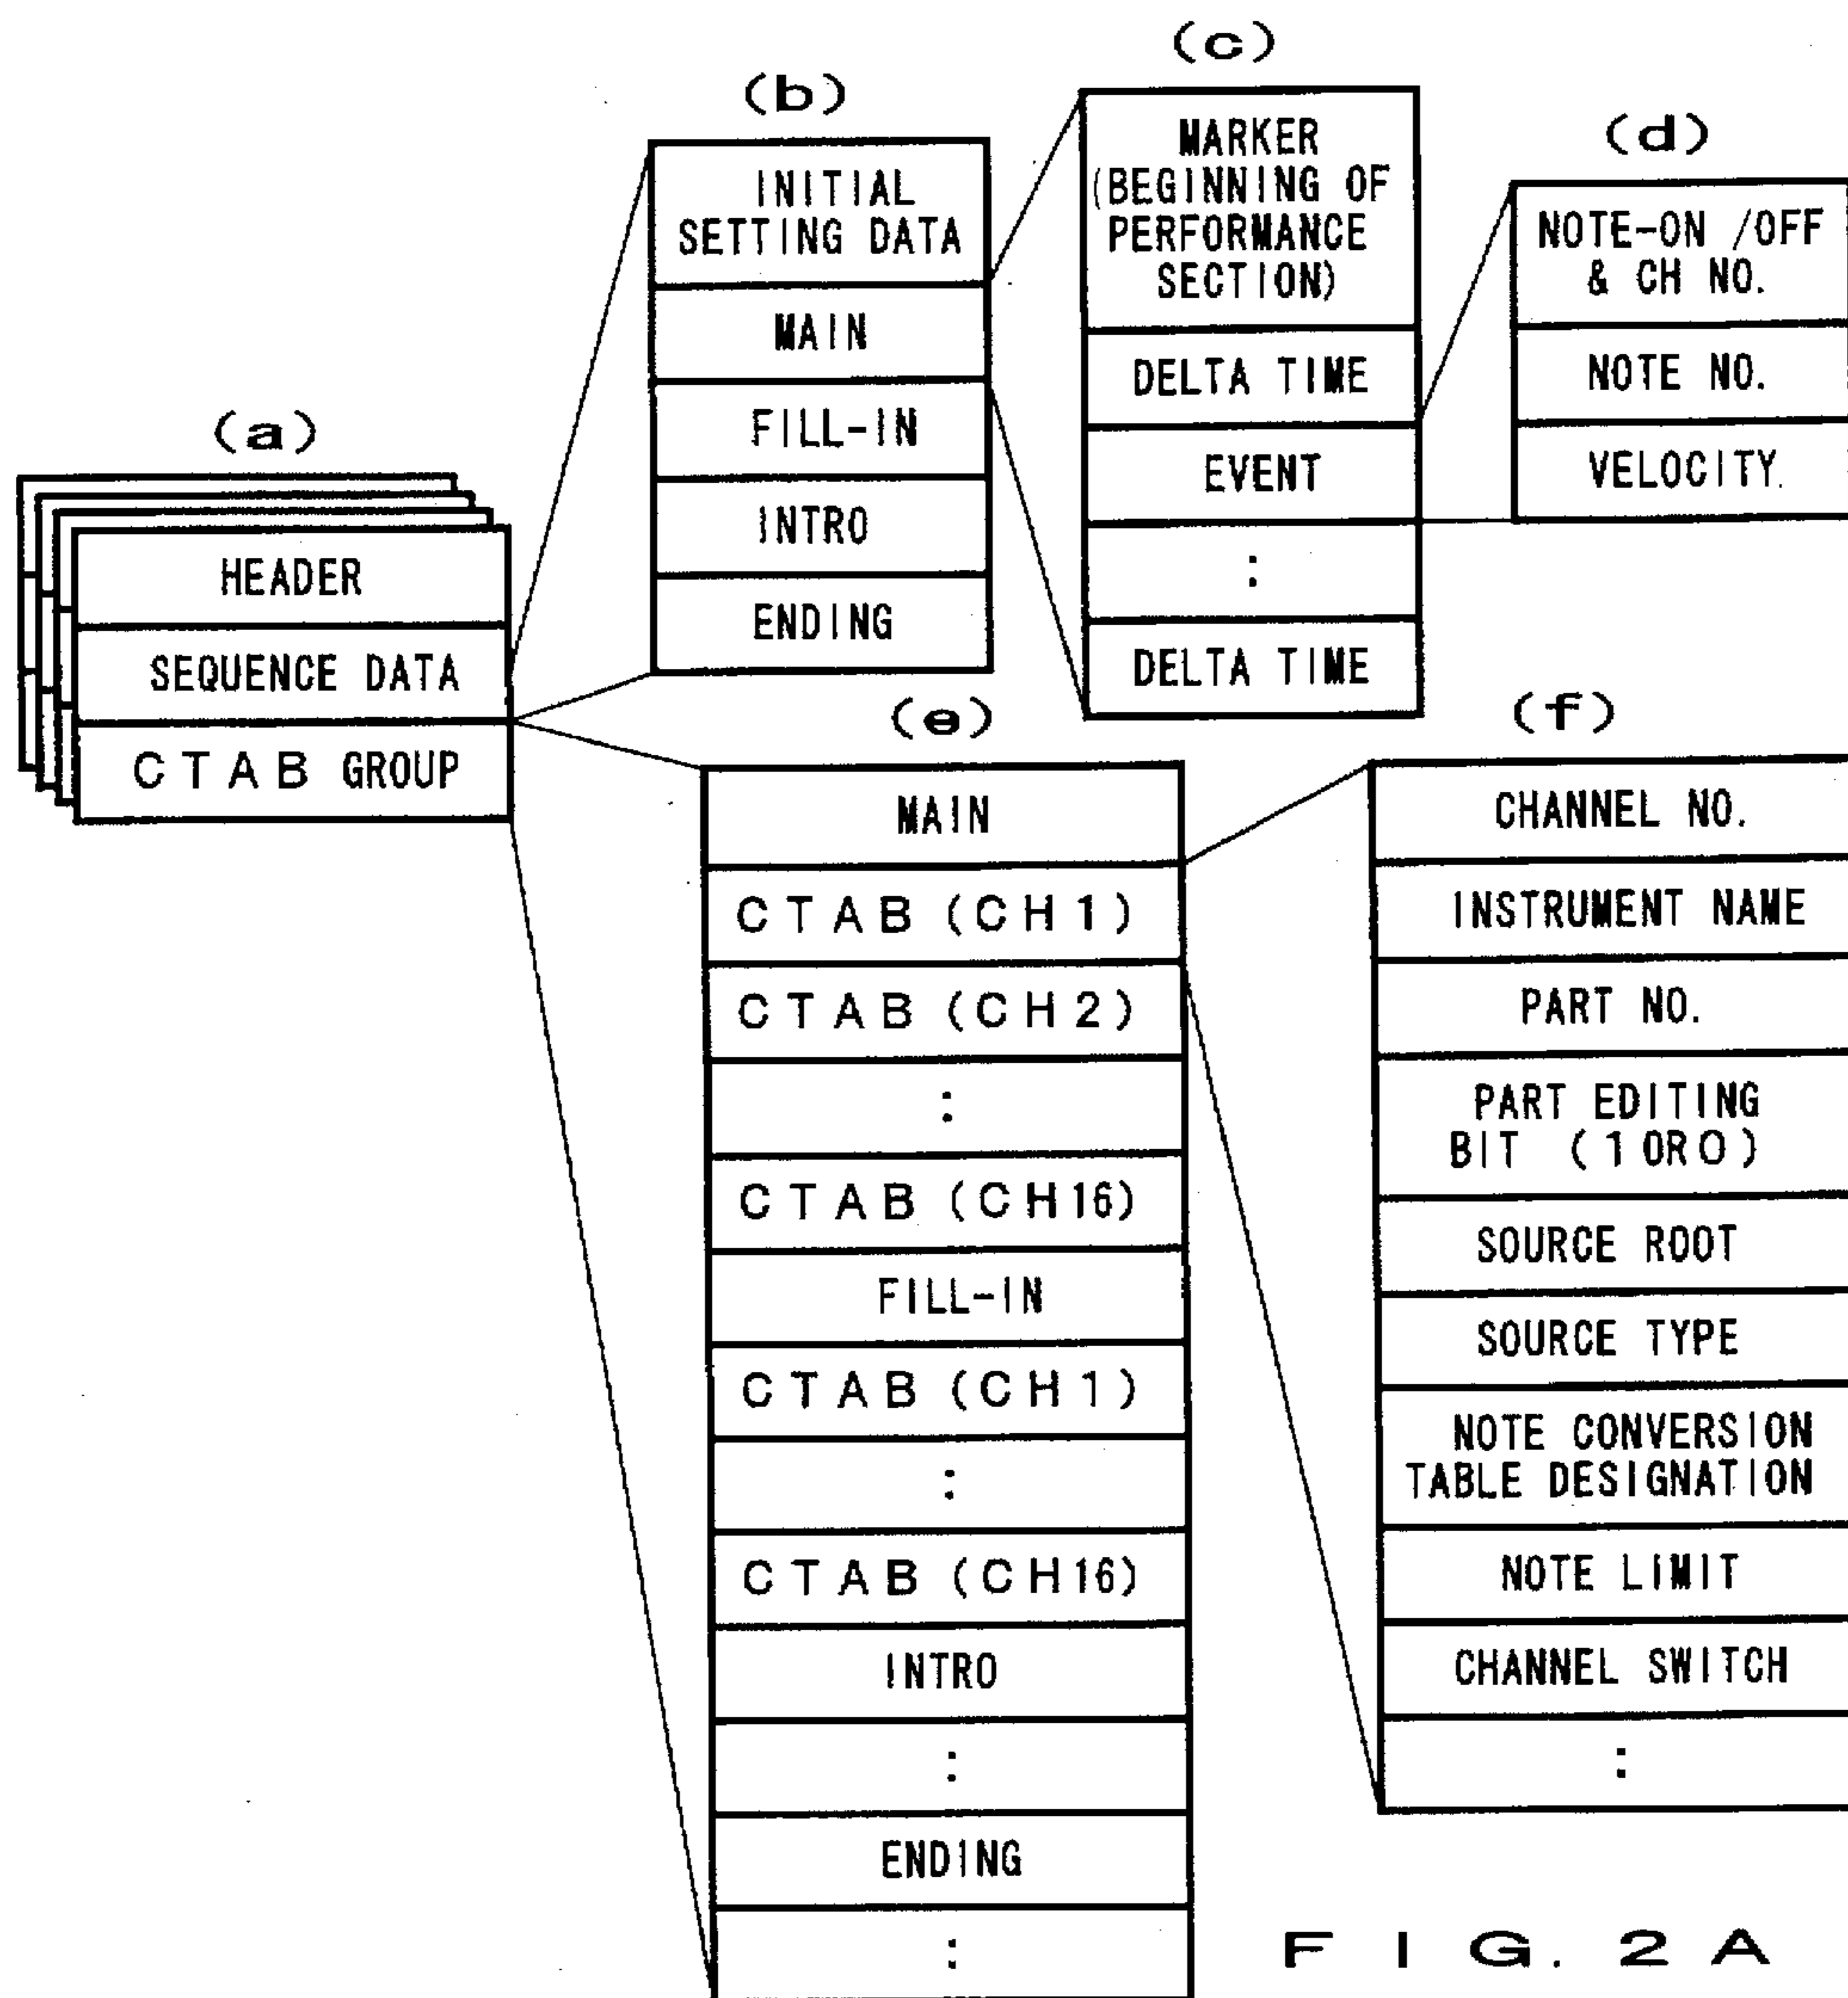 (a)
HEADER
SEQUENCE DATA
CTAB GROUP
(b)
INITIAL
SETTING DATA
MAIN
FILL-IN
INTRO
ENDING
(c)
MARKER
(BEGINNING OF
PERFORMANCE
SECTION)
DELTA TIME
EVENT
:
DELTA TIME
(d)
NOTE-ON /OFF
& CH NO.
NOTE NO.
VELOCITY
(e)
MAIN
CTAB (CH1)
CTAB (CH2)
:
CTAB (CH16)
FILL-IN
CTAB (CH1)
:
CTAB (CH16)
INTRO
:
ENDING
:
(f)
CHANNEL NO.
INSTRUMENT NAME
PART NO.
PART EDITING
BIT (1 OR 0)
SOURCE ROOT
SOURCE TYPE
NOTE CONVERSION
TABLE DESIGNATION
NOTE LIMIT
CHANNEL SWITCH
:
FIG. 2A